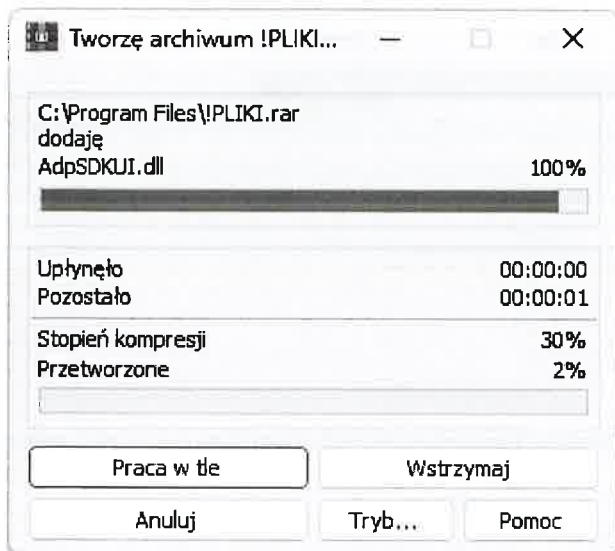 Tworzę archiwum !PLIKI...
C:\Program Files\!PLIKI.rar
dodaję
AdpSDKUI.dll 100%
Upłynęło 00:00:00
Pozostało 00:00:01
Stopień kompresji 30%
Przetworzone 2%
Praca w tle Wstrzymaj
Anuluj Tryb... Pomoc